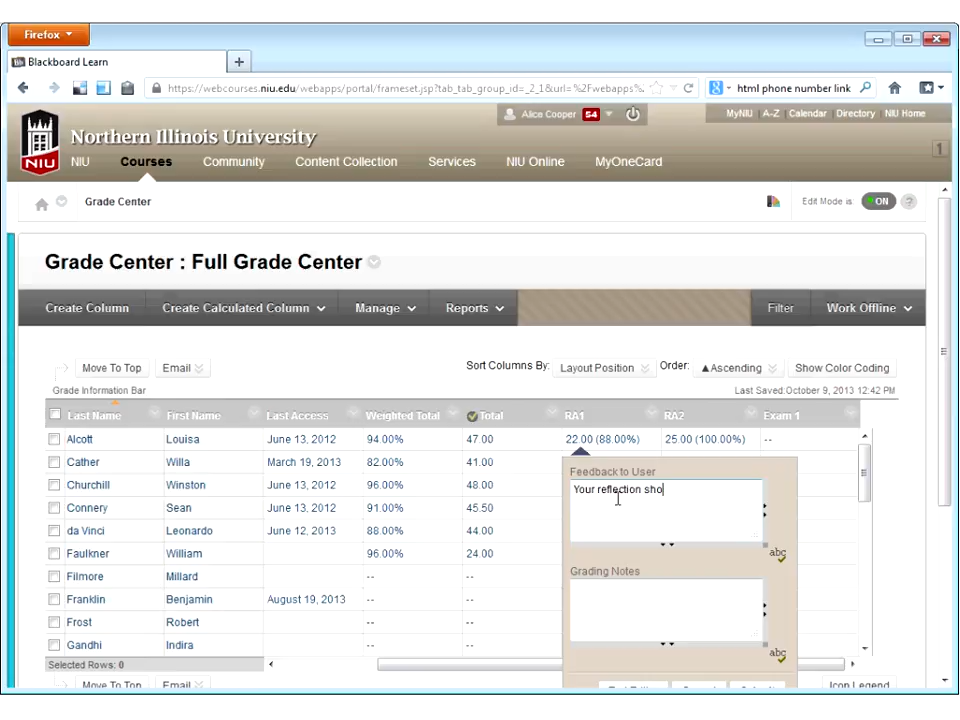 Firefox
Blackboard Learn
+
https://webcourses.niu.edu/webapps/portal/frameset.jsp?tab_tab_group_id=_2_1&url=%2Fwebapps%
html phone number link
Alice Cooper 54
MyNIU | A-Z | Calendar Directory NIU Home
Northern Illinois University
NIU
NIU Courses Community Content Collection Services NIU Online MyOneCard
1
Grade Center
Edit Mode is: ON ?
Grade Center : Full Grade Center
Create Column Create Calculated Column Manage Reports Filter Work Offline
Move To Top Email Sort Columns By: Layout Position Order: ▲Ascending Show Color Coding
Grade Information Bar Last Saved:October 9, 2013 12:42 PM
Last Name First Name Last Access Weighted Total Total RA1 RA2 Exam 1
Alcott Louisa June 13, 2012 94.00% 47.00 22.00 (88.00%) 25.00 (100.00%) --
Cather Willa March 19, 2013 82.00% 41.00
Churchill Winston June 13, 2012 96.00% 48.00
Connery Sean June 13, 2012 91.00% 45.50
da Vinci Leonardo June 12, 2013 88.00% 44.00
Faulkner William 96.00% 24.00
Filmore Millard -- --
Franklin Benjamin August 19, 2013 -- --
Frost Robert -- --
Gandhi Indira -- --
Feedback to User
Your reflection sho
abc
Grading Notes
abc
Selected Rows: 0
Move To Top Email
Icon Legend